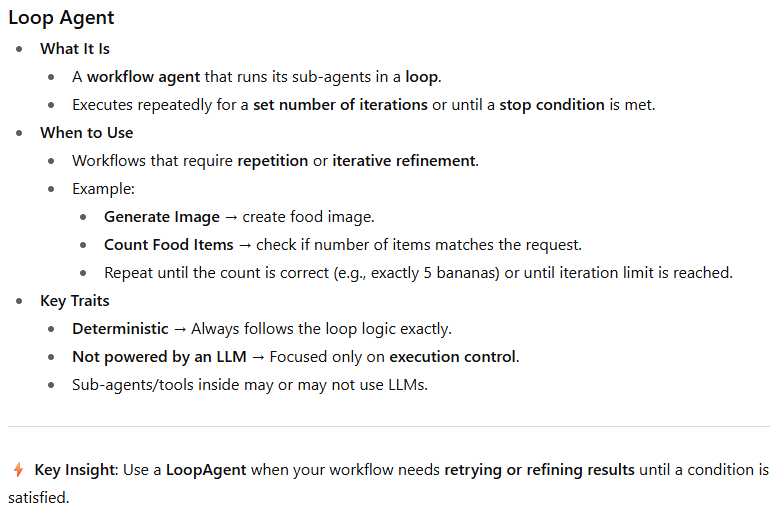 Loop Agent
What It Is
A workflow agent that runs its sub-agents in a loop.
Executes repeatedly for a set number of iterations or until a stop condition is met.
When to Use
Workflows that require repetition or iterative refinement.
Example:
Generate Image → create food image.
Count Food Items → check if number of items matches the request.
Repeat until the count is correct (e.g., exactly 5 bananas) or until iteration limit is reached.
Key Traits
Deterministic → Always follows the loop logic exactly.
Not powered by an LLM → Focused only on execution control.
Sub-agents/tools inside may or may not use LLMs.
⚡ Key Insight: Use a LoopAgent when your workflow needs retrying or refining results until a condition is
satisfied.